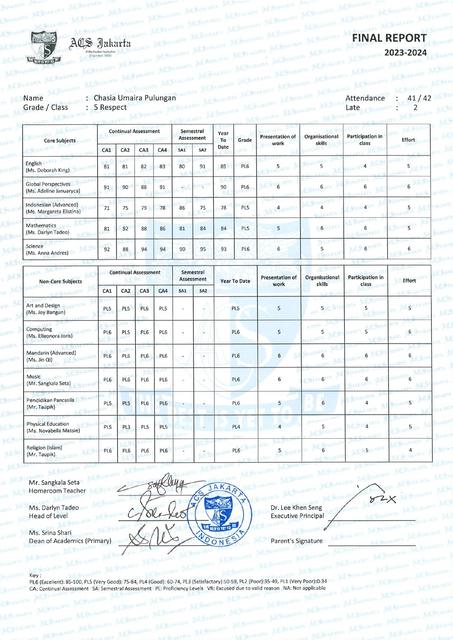 ACS Jakarta
FINAL REPORT
2023-2024
Name : Chasia Umaira Pulungan
Attendance : 41 / 42
Grade / Class : 5 Respect
Late : 2
Core Subjects Continual Assessment Semestral Assessment Year To Date Grade Presentation of work Organisational skills Participation in class Effort
CA1 CA2 CA3 CA4 SA1 SA2
English 81 81 82 83 80 91 85 PL6 5 5 4 5
(Ms. Deborah King)
Global Perspectives 91 90 88 91 - - 90 PL6 6 6 6 6
(Ms. Adeline Januaryca)
Indonesian (Advanced) 71 75 79 78 86 75 78 PL5 4 4 4 5
(Ms. Margareta Elistina)
Mathematics 81 92 88 86 81 84 84 PL5 5 6 5 6
(Ms. Darlyn Tadeo)
Science 92 88 94 94 90 95 93 PL6 6 5 6 6
(Ms. Anna Andres)
Non-Core Subjects Continual Assessment Semestral Assessment Year To Date Presentation of work Organisational skills Participation in class Effort
CA1 CA2 CA3 CA4 SA1 SA2
Art and Design PL5 PL5 PL6 PL5 - - PL5 5 5 5 5
(Ms. Joy Bangun)
Computing PL6 PL5 PL6 PL6 - - PL6 5 5 6 6
(Ms. Elleonora Joris)
Mandarin (Advanced) PL6 PL6 PL6 PL6 - - PL6 6 6 6 6
(Ms. Jin Qi)
Music PL6 PL6 PL6 PL6 - - PL6 6 6 6 6
(Mr. Sangkala Seta)
Pendidikan Pancasila PL5 PL5 PL6 PL6 - - PL6 5 6 4 5
(Mr. Taupik)
Physical Education PL5 PL3 PL5 PL5 - - PL4 4 5 4 5
(Ms. Novabella Massie)
Religion (Islam) PL6 PL6 PL6 PL6 - - PL6 5 6 5 4
(Mr. Taupik)
Mr. Sangkala Seta
Homeroom Teacher
Ms. Darlyn Tadeo
Head of Level
Dr. Lee Khen Seng
Executive Principal
Ms. Srina Shari
Dean of Academics (Primary)
Parent's Signature
ACS JAKARTA
INDONESIA
Key :
PL6 (Excellent): 85-100, PL5 (Very Good): 75-84, PL4 (Good): 60-74, PL3 (Satisfactory) 50-59, PL2 (Poor):35-49, PL1 (Very Poor):0-34
CA: Continual Assessment SA: Semestral Assessment PL: Proficiency Levels VR: Excused due to valid reason NA: Not applicable